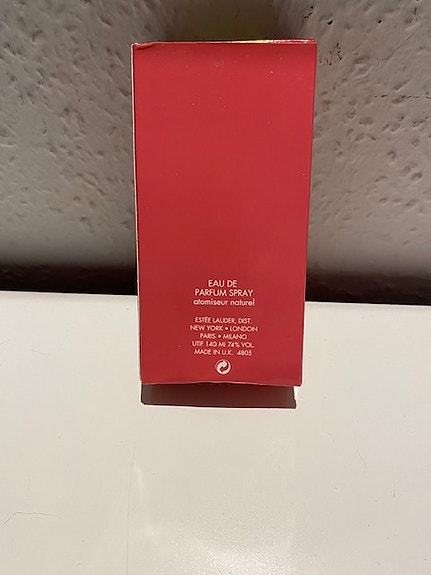 EAU DE
PARFUM SPRAY
atomiseur naturel
ESTĒE LAUDER, DIST.
NEW YORK • LONDON
PARIS • MILANO
UTIF 140 MI 74% VOL.
MADE IN U.K. 4805